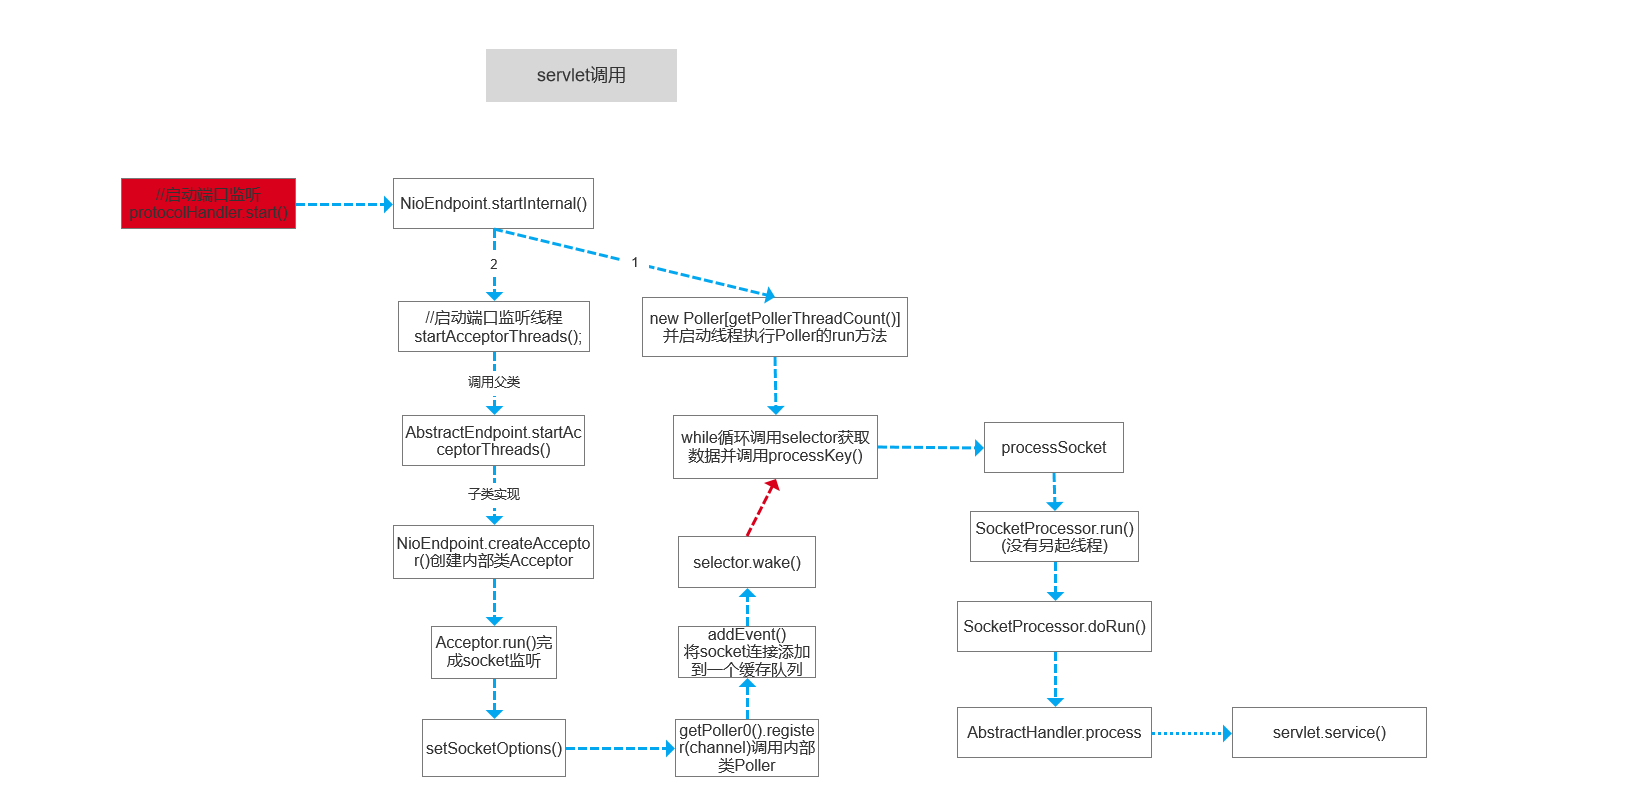 servlet调用
//启动端口监听
protocolHandler.start()
NioEndpoint.startInternal()
2
1
//启动端口监听线程
startAcceptorThreads();
new Poller[getPollerThreadCount()]
并启动线程执行Poller的run方法
调用父类
AbstractEndpoint.startAc
ceptorThreads()
while循环调用selector获取
数据并调用processKey()
processSocket
子类实现
NioEndpoint.createAccepto
r()创建内部类Acceptor
SocketProcessor.run()
(没有另起线程)
selector.wake()
Acceptor.run()完
成socket监听
addEvent()
将socket连接添加
到一个缓存队列
SocketProcessor.doRun()
setSocketOptions()
getPoller0().registe
r(channel)调用内部
类Poller
AbstractHandler.process
servlet.service()